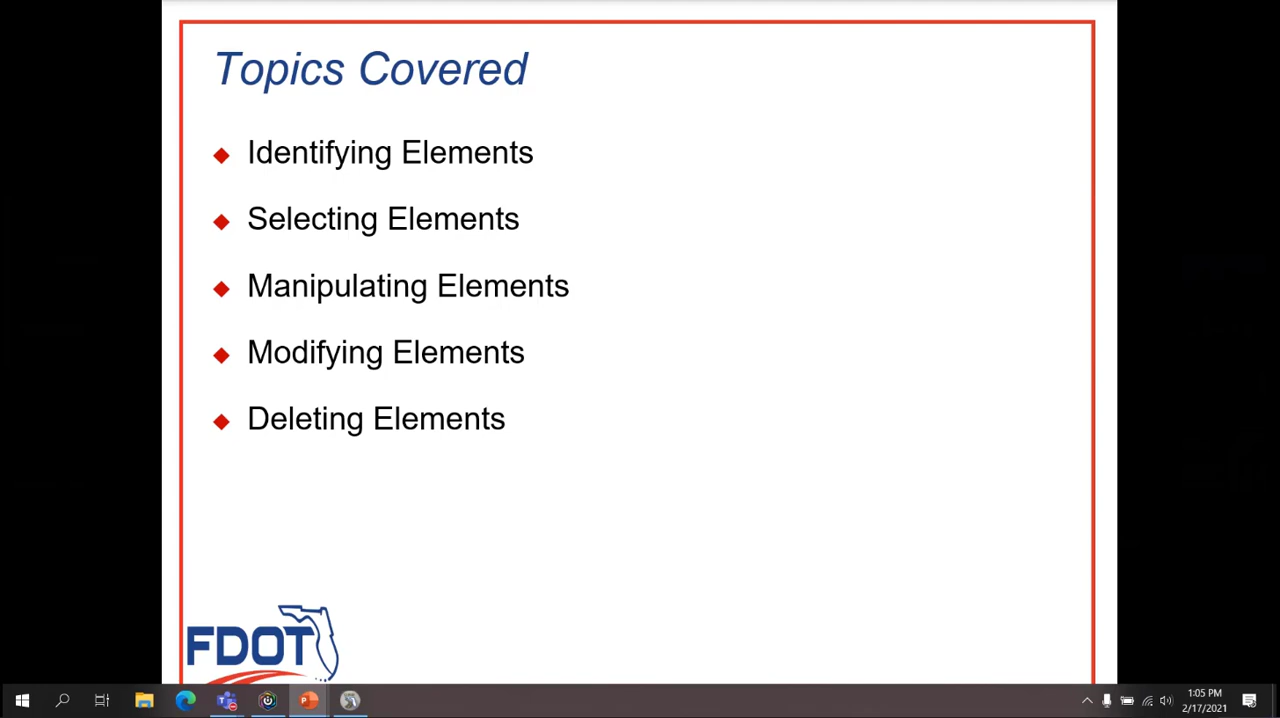 Topics Covered
Identifying Elements
Selecting Elements
Manipulating Elements
Modifying Elements
Deleting Elements
FDOT
1:05 PM
2/17/2021